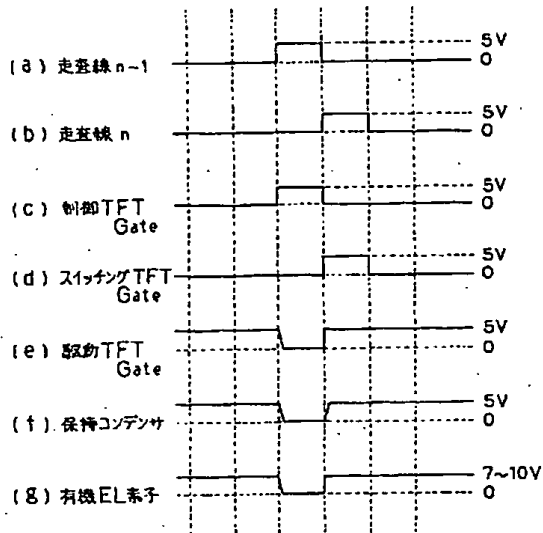 5V
(a) 走査線 n-1
0
5V
(b) 走査線 n
0
5V
(c) 制御TFT
0
Gate
5V
(d) スイッチングTFT
0
Gate
5V
(e) 駆動TFT
0
Gate
5V
(f) 保持コンデンサ
0
7~10V
(g) 有機EL素子
0